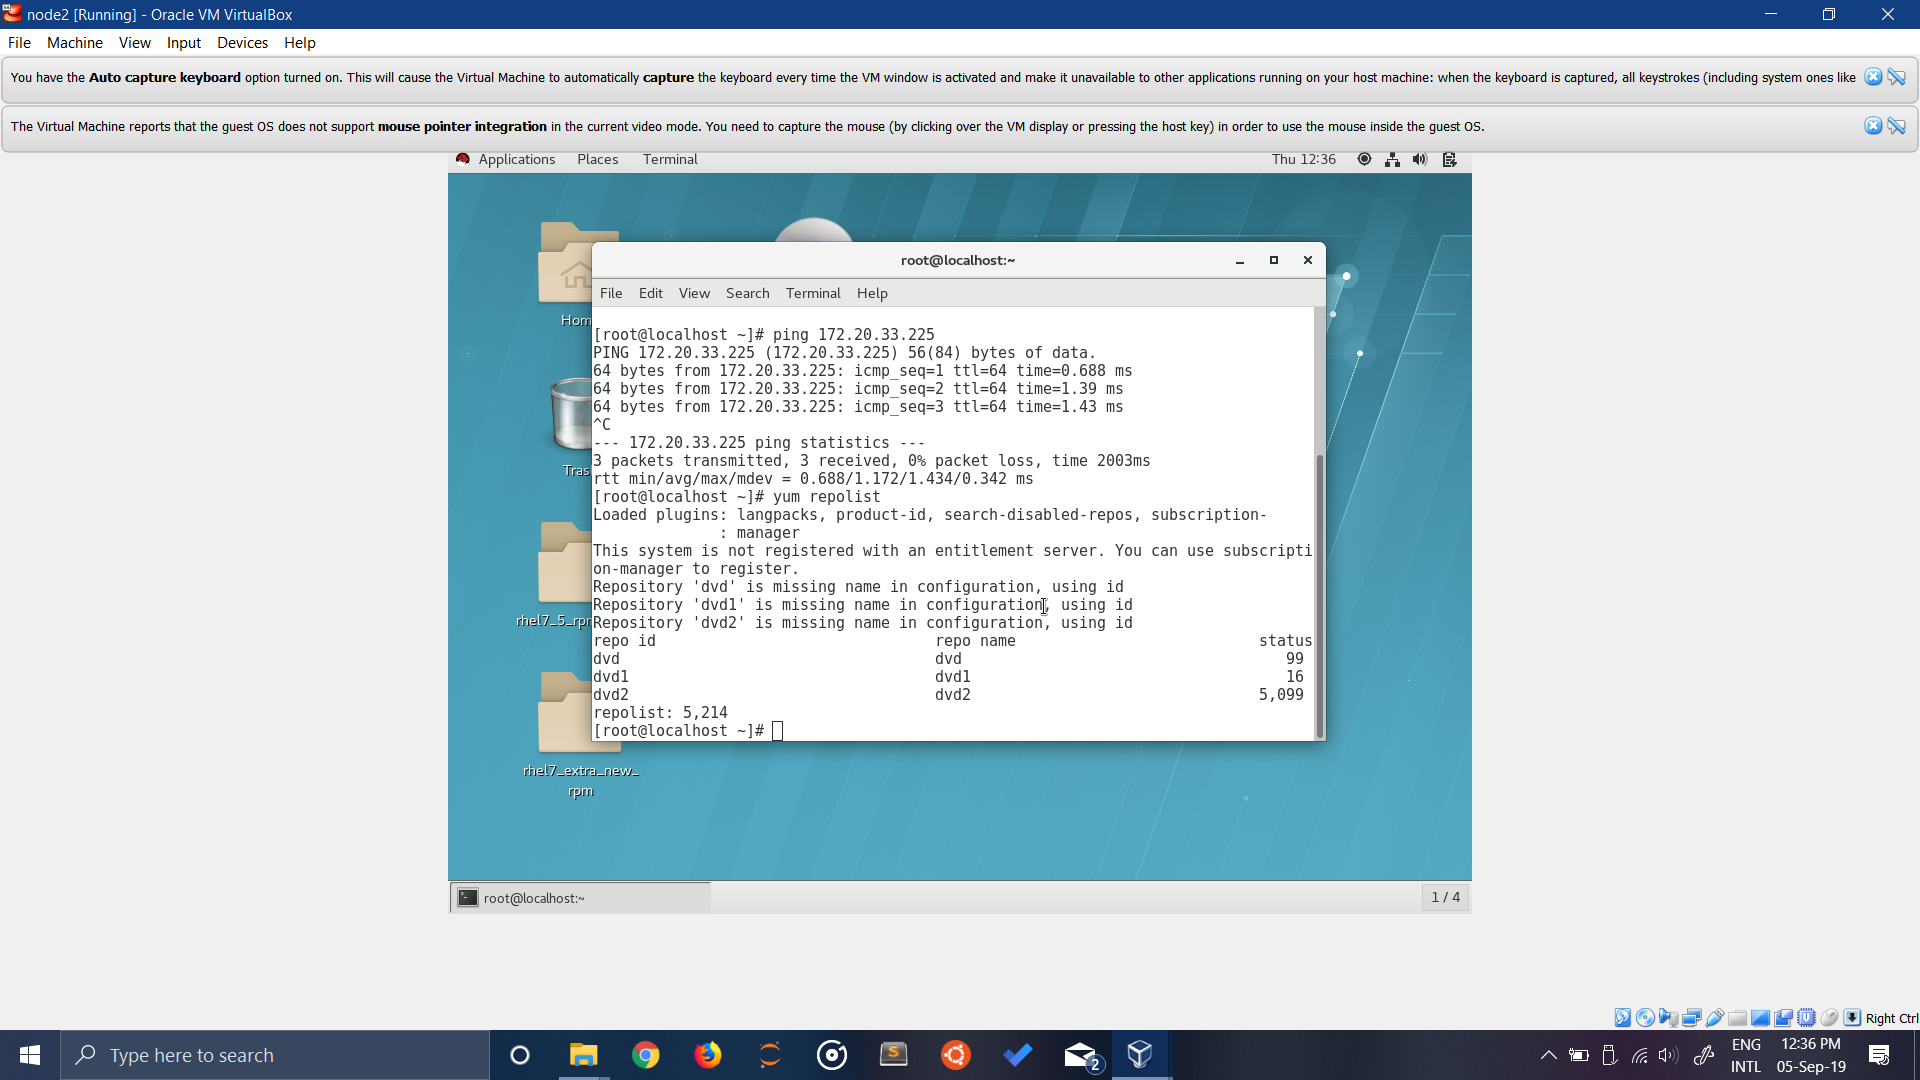 node2 [Running] - Oracle VM VirtualBox
File Machine View Input Devices Help
You have the Auto capture keyboard option turned on. This will cause the Virtual Machine to automatically capture the keyboard every time the VM window is activated and make it unavailable to other applications running on your host machine: when the keyboard is captured, all keystrokes (including system ones like
The Virtual Machine reports that the guest OS does not support mouse pointer integration in the current video mode. You need to capture the mouse (by clicking over the VM display or pressing the host key) in order to use the mouse inside the guest OS.
Applications Places Terminal Thu 12:36
root@localhost:~
File Edit View Search Terminal Help
[root@localhost ~]# ping 172.20.33.225
PING 172.20.33.225 (172.20.33.225) 56(84) bytes of data.
64 bytes from 172.20.33.225: icmp_seq=1 ttl=64 time=0.688 ms
64 bytes from 172.20.33.225: icmp_seq=2 ttl=64 time=1.39 ms
64 bytes from 172.20.33.225: icmp_seq=3 ttl=64 time=1.43 ms
^C
--- 172.20.33.225 ping statistics ---
3 packets transmitted, 3 received, 0% packet loss, time 2003ms
rtt min/avg/max/mdev = 0.688/1.172/1.434/0.342 ms
[root@localhost ~]# yum repolist
Loaded plugins: langpacks, product-id, search-disabled-repos, subscription-
: manager
This system is not registered with an entitlement server. You can use subscripti
on-manager to register.
Repository 'dvd' is missing name in configuration, using id
Repository 'dvd1' is missing name in configuration, using id
Repository 'dvd2' is missing name in configuration, using id
repo id repo name status
dvd dvd 99
dvd1 dvd1 16
dvd2 dvd2 5,099
repolist: 5,214
[root@localhost ~]#
Hom
Tras
rhel7_5_rp
rhel7_extra_new_
rpm
root@localhost:~
1 / 4
Right Ctrl
Type here to search
S
2
ENG
INTL
12:36 PM
05-Sep-19